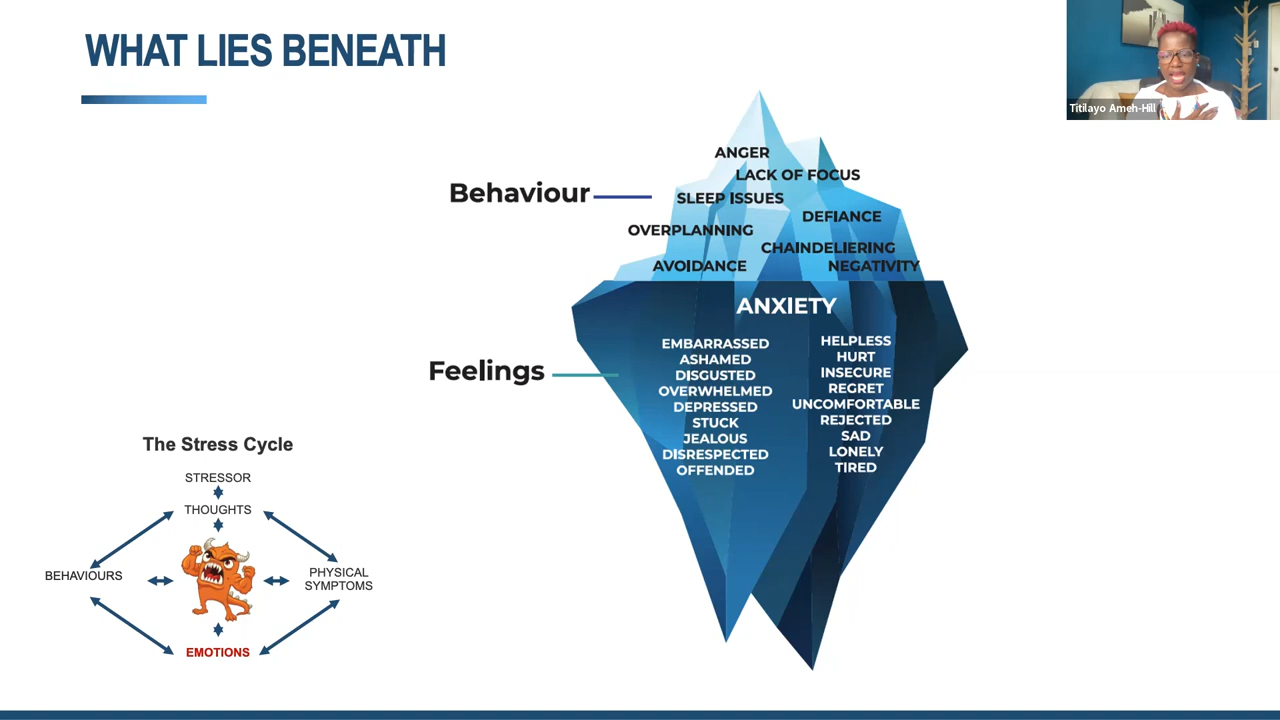 WHAT LIES BENEATH
Titilayo Ameh-Hill
Behaviour
ANGER
LACK OF FOCUS
SLEEP ISSUES
DEFIANCE
OVERPLANNING
CHAINDELIERING
AVOIDANCE
NEGATIVITY
ANXIETY
Feelings
EMBARRASSED
ASHAMED
DISGUSTED
OVERWHELMED
DEPRESSED
STUCK
JEALOUS
DISRESPECTED
OFFENDED
HELPLESS
HURT
INSECURE
REGRET
UNCOMFORTABLE
REJECTED
SAD
LONELY
TIRED
The Stress Cycle
STRESSOR
THOUGHTS
BEHAVIOURS
PHYSICAL
SYMPTOMS
EMOTIONS